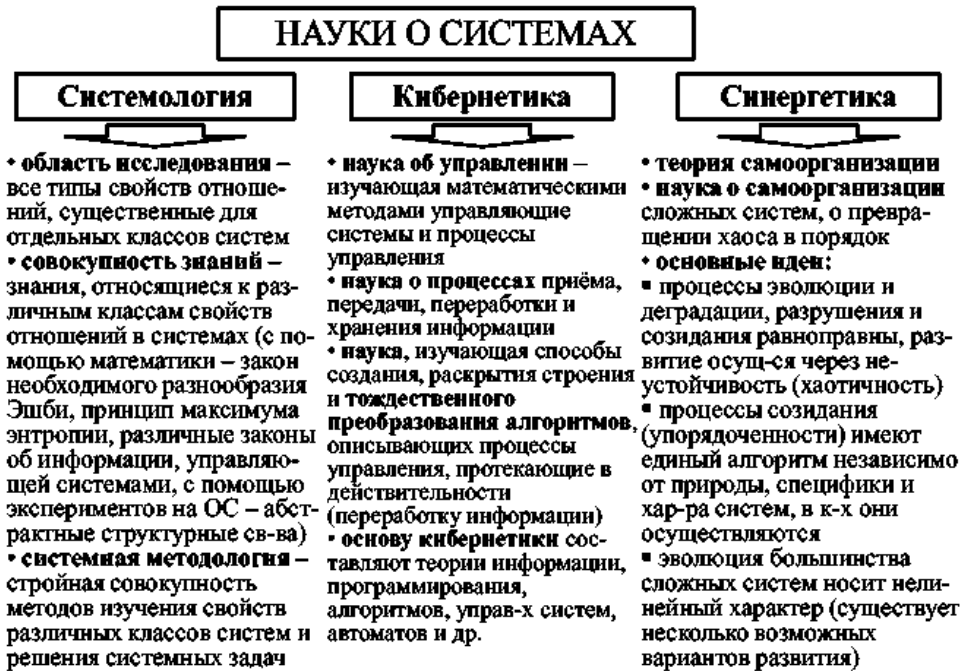 НАУКИ О СИСТЕМАХ
Системология
• область исследования –
все типы свойств отноше-
ний, существенные для
отдельных классов систем
• совокупность знаний –
знания, относящиеся к раз-
личным классам свойств
отношений в системах (с по-
мощью математики – закон
необходимого разнообразия
Эшби, принцип максимума
энтропии, различные законы
об информации, управляю-
щей системами, с помощью
экспериментов на ОС – абст-
рактные структурные св-ва)
• системная методология –
стройная совокупность
методов изучения свойств
различных классов систем и
решения системных задач
Кибернетика
• наука об управлении –
изучающая математическими
методами управляющие
системы и процессы
управления
• наука о процессах приёма,
передачи, переработки и
хранения информации
• наука, изучающая способы
создания, раскрытия строения
и тождественного
преобразования алгоритмов,
описывающих процессы
управления, протекающие в
действительности
(переработку информации)
• основу кибернетики сос-
тавляют теории информации,
программирования,
алгоритмов, управ-х систем,
автоматов и др.
Синергетика
• теория самоорганизации
• наука о самоорганизации
сложных систем, о превра-
щении хаоса в порядок
• основные идеи:
▪ процессы эволюции и
деградации, разрушения и
созидания равноправны, раз-
витие осущ-ся через не-
устойчивость (хаотичность)
▪ процессы созидания
(упорядоченности) имеют
единый алгоритм независимо
от природы, специфики и
хар-ра систем, в к-х они
осуществляются
▪ эволюция большинства
сложных систем носит нели-
нейный характер (существует
несколько возможных
вариантов развития)